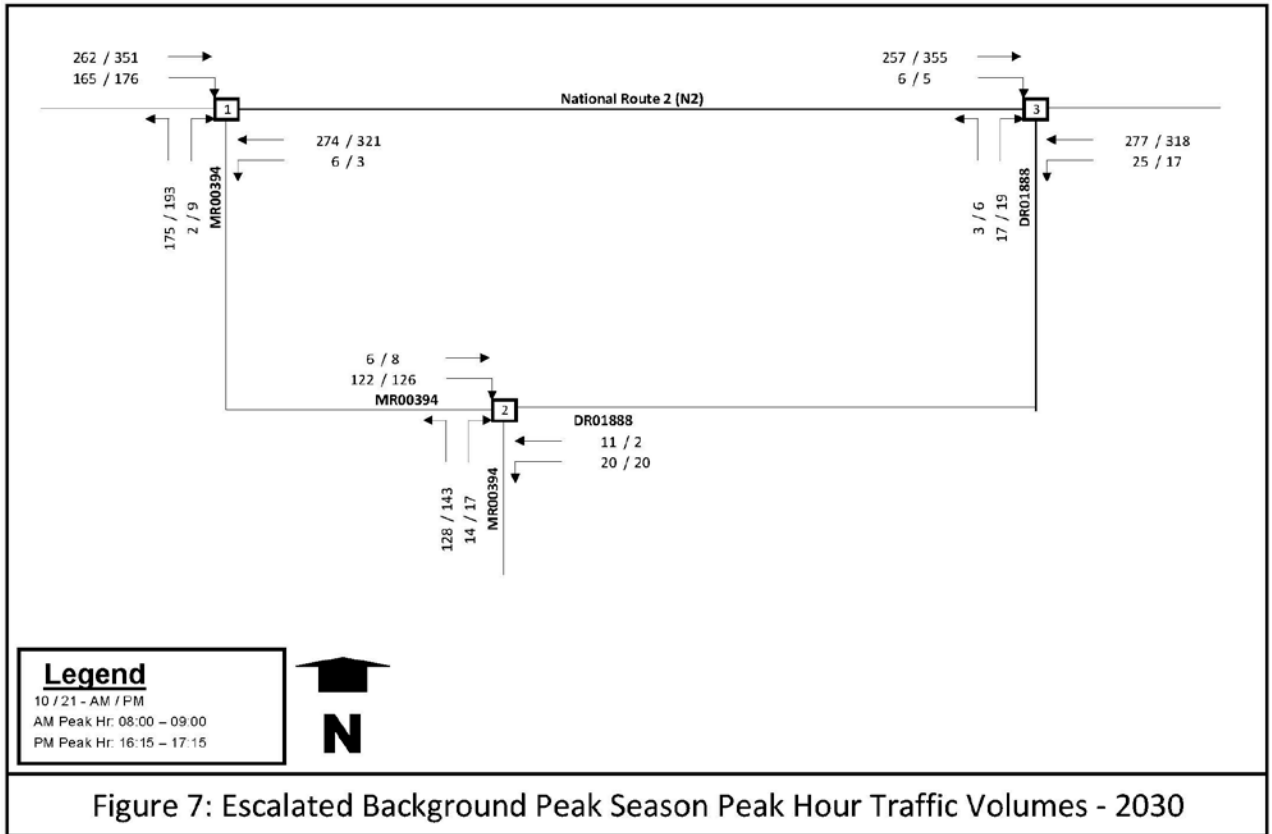 262 / 351
165 / 176
257 / 355
6 / 5
National Route 2 (N2)
1
3
274 / 321
6 / 3
277 / 318
25 / 17
175 / 193
2 / 9
MR00394
3 / 6
17 / 19
DR01888
6 / 8
122 / 126
MR00394
2
DR01888
11 / 2
20 / 20
128 / 143
14 / 17
MR00394
Legend
10 / 21 - AM / PM
AM Peak Hr: 08:00 – 09:00
PM Peak Hr: 16:15 – 17:15
N
Figure 7: Escalated Background Peak Season Peak Hour Traffic Volumes - 2030